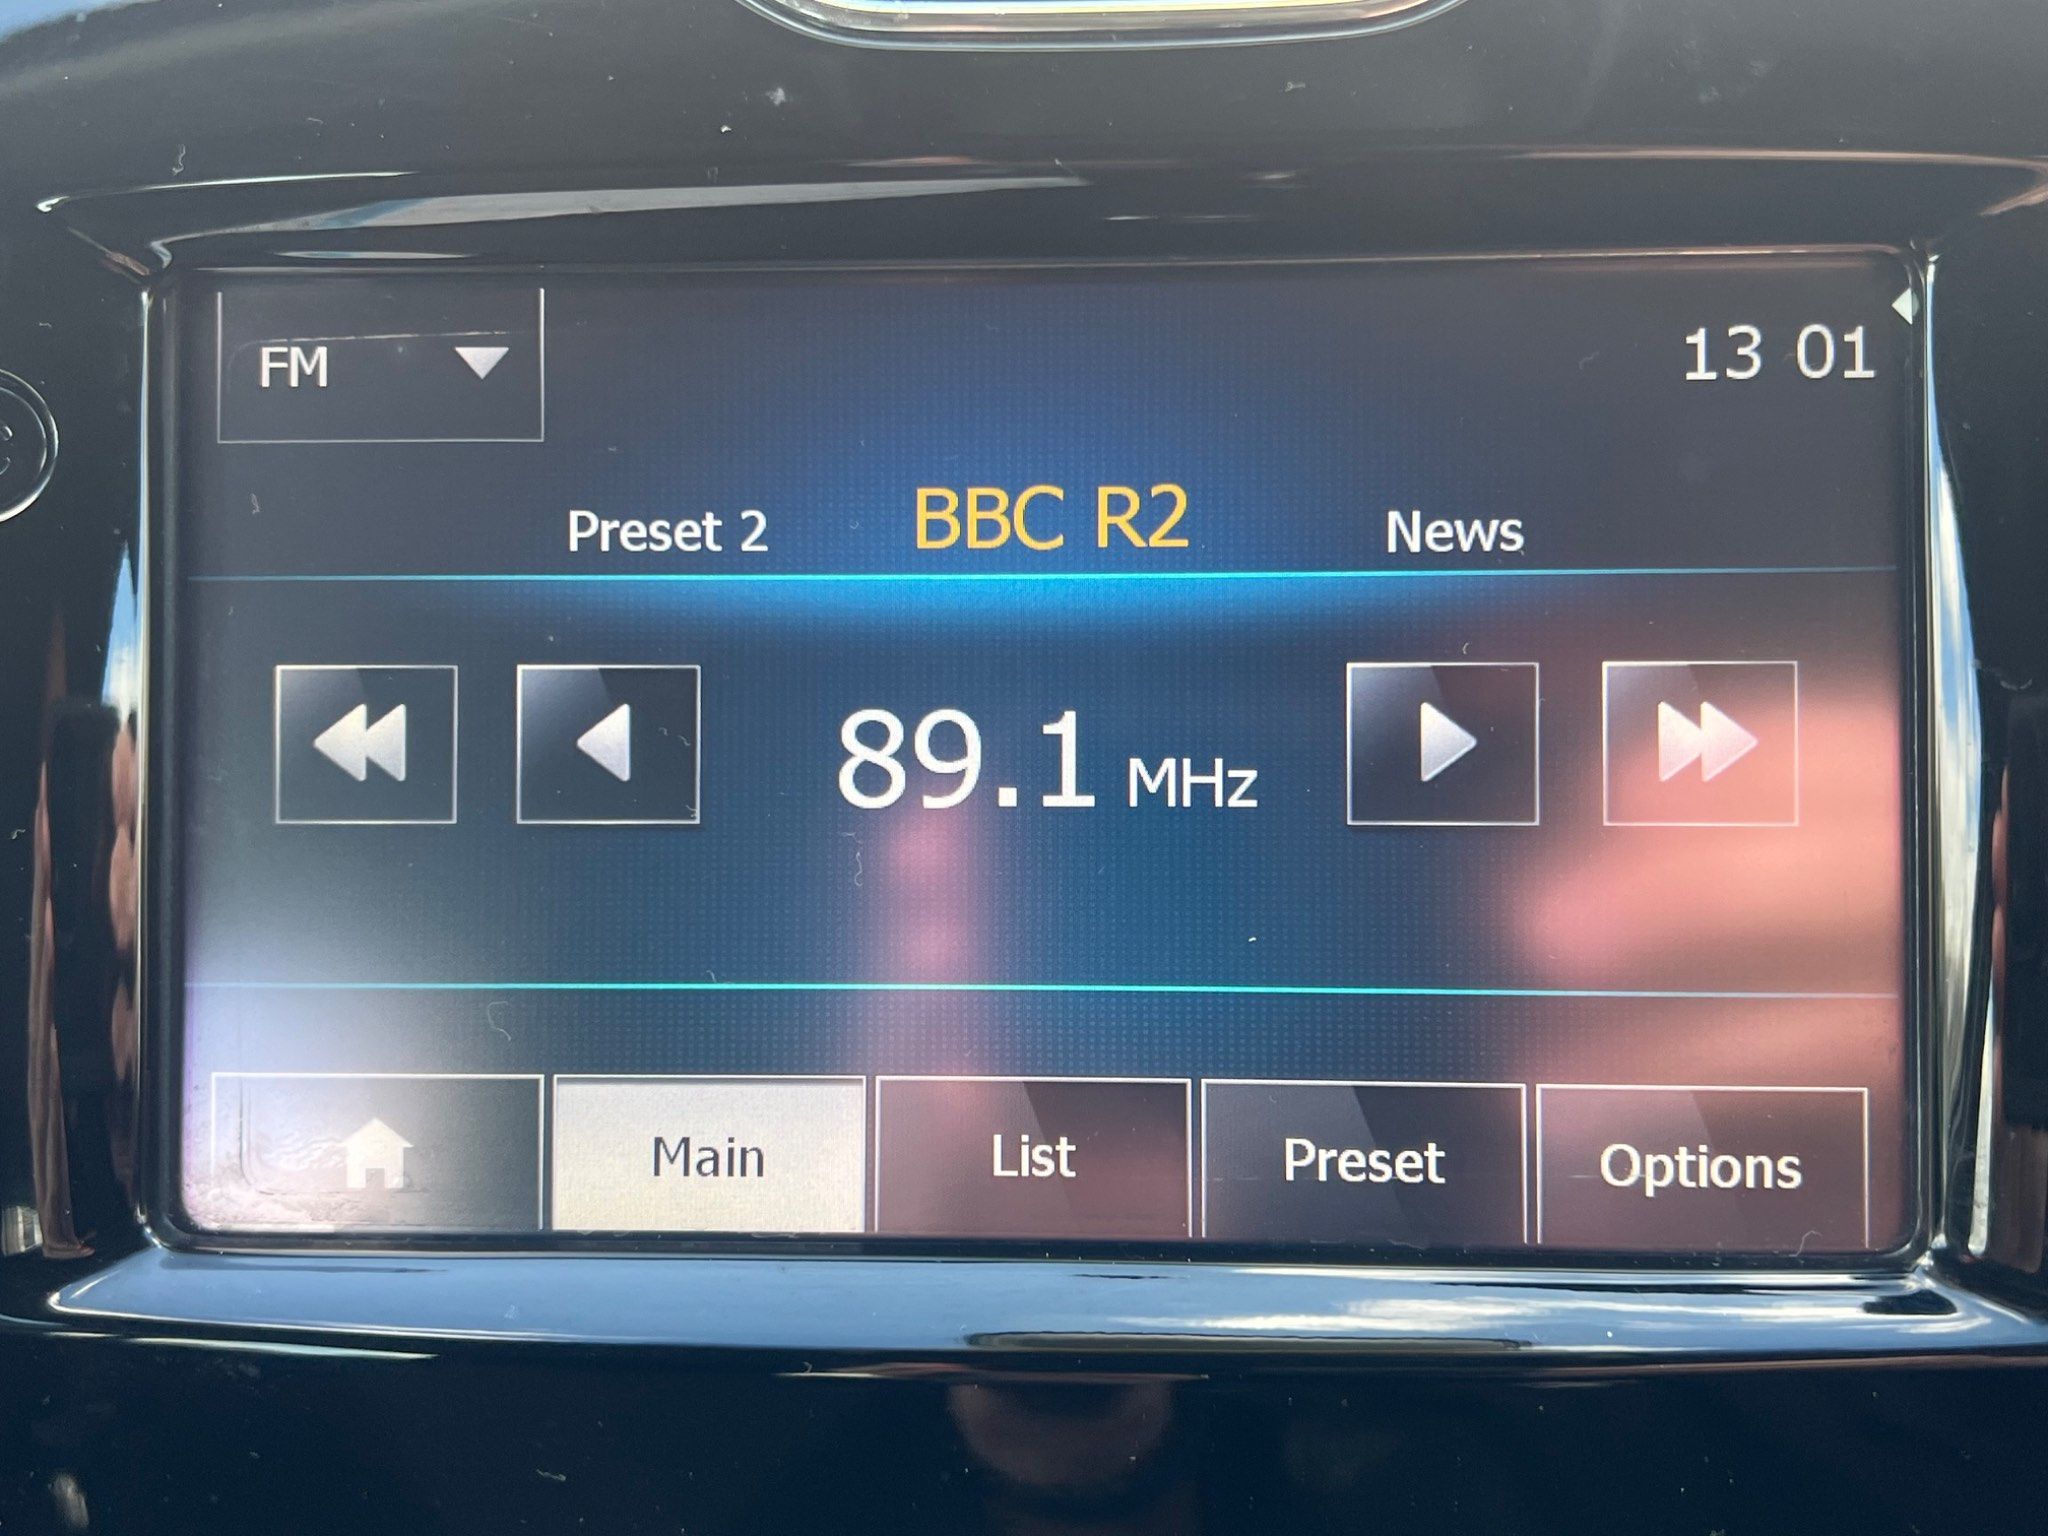 FM
13 01
Preset 2 BBC R2 News
89.1 MHz
Main List Preset Options